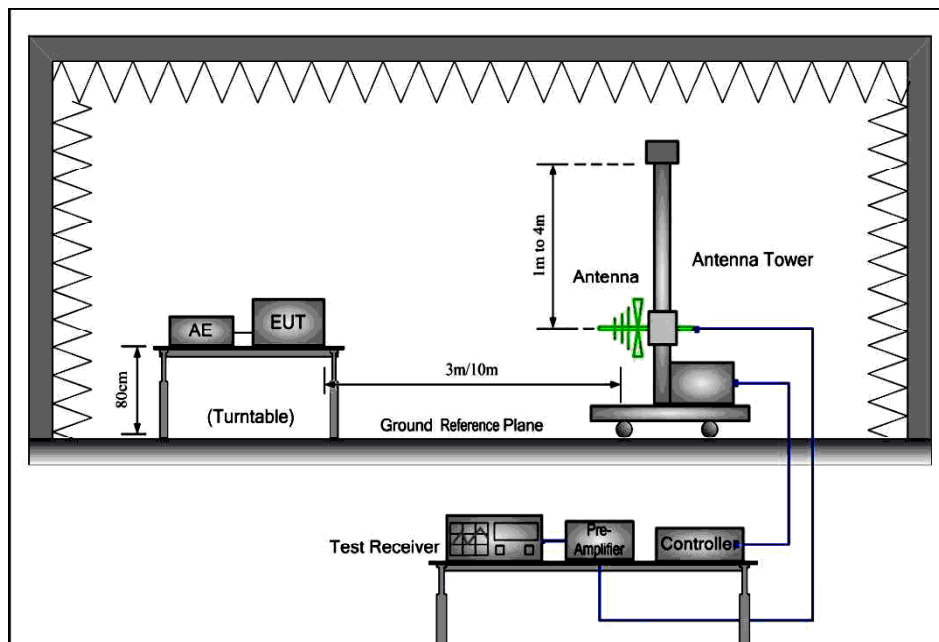 1m to 4m
Antenna
Antenna Tower
AE
EUT
80cm
3m/10m
(Turntable)
Ground Reference Plane
Test Receiver
Pre-
Amplifier
Controller